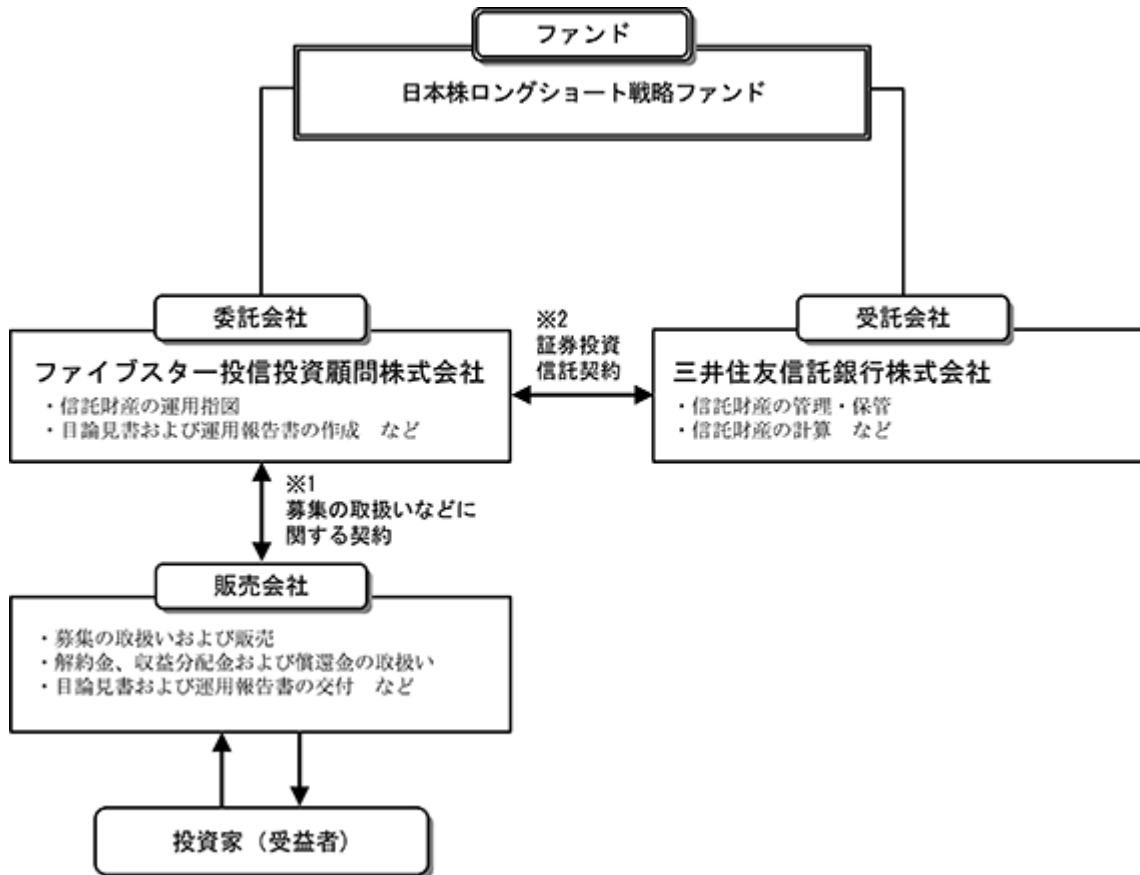 ファンド
日本株ロングショート戦略ファンド
委託会社
ファイブスター投信投資顧問株式会社
・信託財産の運用指図
・目論見書および運用報告書の作成　など
※2
証券投資
信託契約
受託会社
三井住友信託銀行株式会社
・信託財産の管理・保管
・信託財産の計算　など
※1
募集の取扱いなどに
関する契約
販売会社
・募集の取扱いおよび販売
・解約金、収益分配金および償還金の取扱い
・目論見書および運用報告書の交付　など
投資家（受益者）